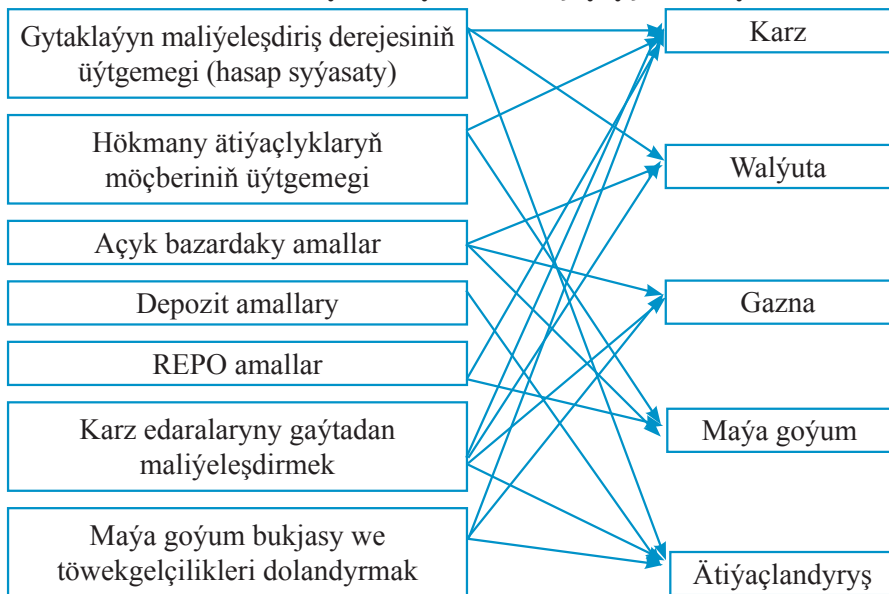 Gytaklaýyn maliýeleşdiriş derejesiniň
üýtgemegi (hasap syýasaty)
Hökmany ätiýaçlyklaryň
möçberiniň üýtgemegi
Açyk bazardaky amallar
Depozit amallary
REPO amallar
Karz edaralaryny gaýtadan
maliýeleşdirmek
Maýa goýum bukjasy we
töwekgelçilikleri dolandyrmak
Karz
Walýuta
Gazna
Maýa goýum
Ätiýaçlandyryş